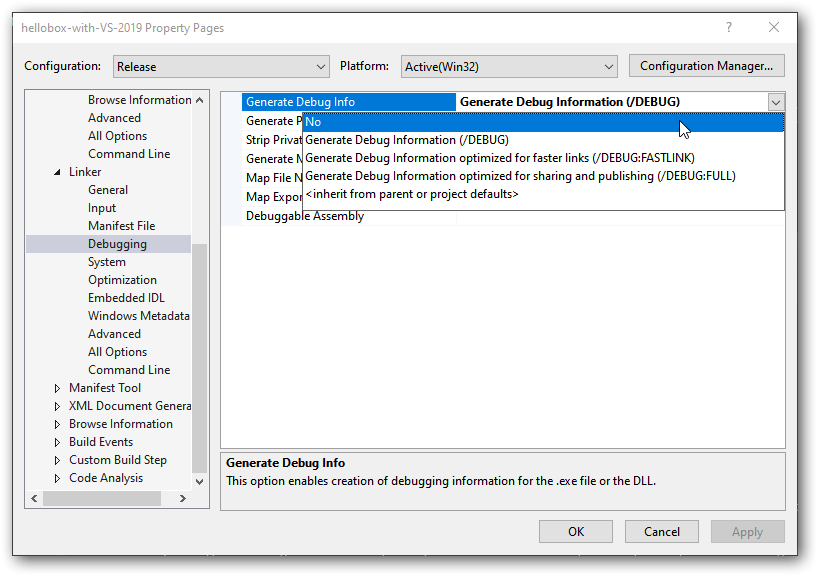 hellobox-with-VS-2019 Property Pages
Configuration: Release Platform: Active(Win32) Configuration Manager...
Browse Information
Advanced
All Options
Command Line
Linker
General
Input
Manifest File
Debugging
System
Optimization
Embedded IDL
Windows Metadata
Advanced
All Options
Command Line
Manifest Tool
XML Document Genera
Browse Information
Build Events
Custom Build Step
Code Analysis
Generate Debug Info Generate Debug Information (/DEBUG)
Generate P
Strip Privat
Generate M
Map File N
Map Expor
Debuggable Assembly
No
Generate Debug Information (/DEBUG)
Generate Debug Information optimized for faster links (/DEBUG:FASTLINK)
Generate Debug Information optimized for sharing and publishing (/DEBUG:FULL)
<inherit from parent or project defaults>
Generate Debug Info
This option enables creation of debugging information for the .exe file or the DLL.
OK Cancel Apply